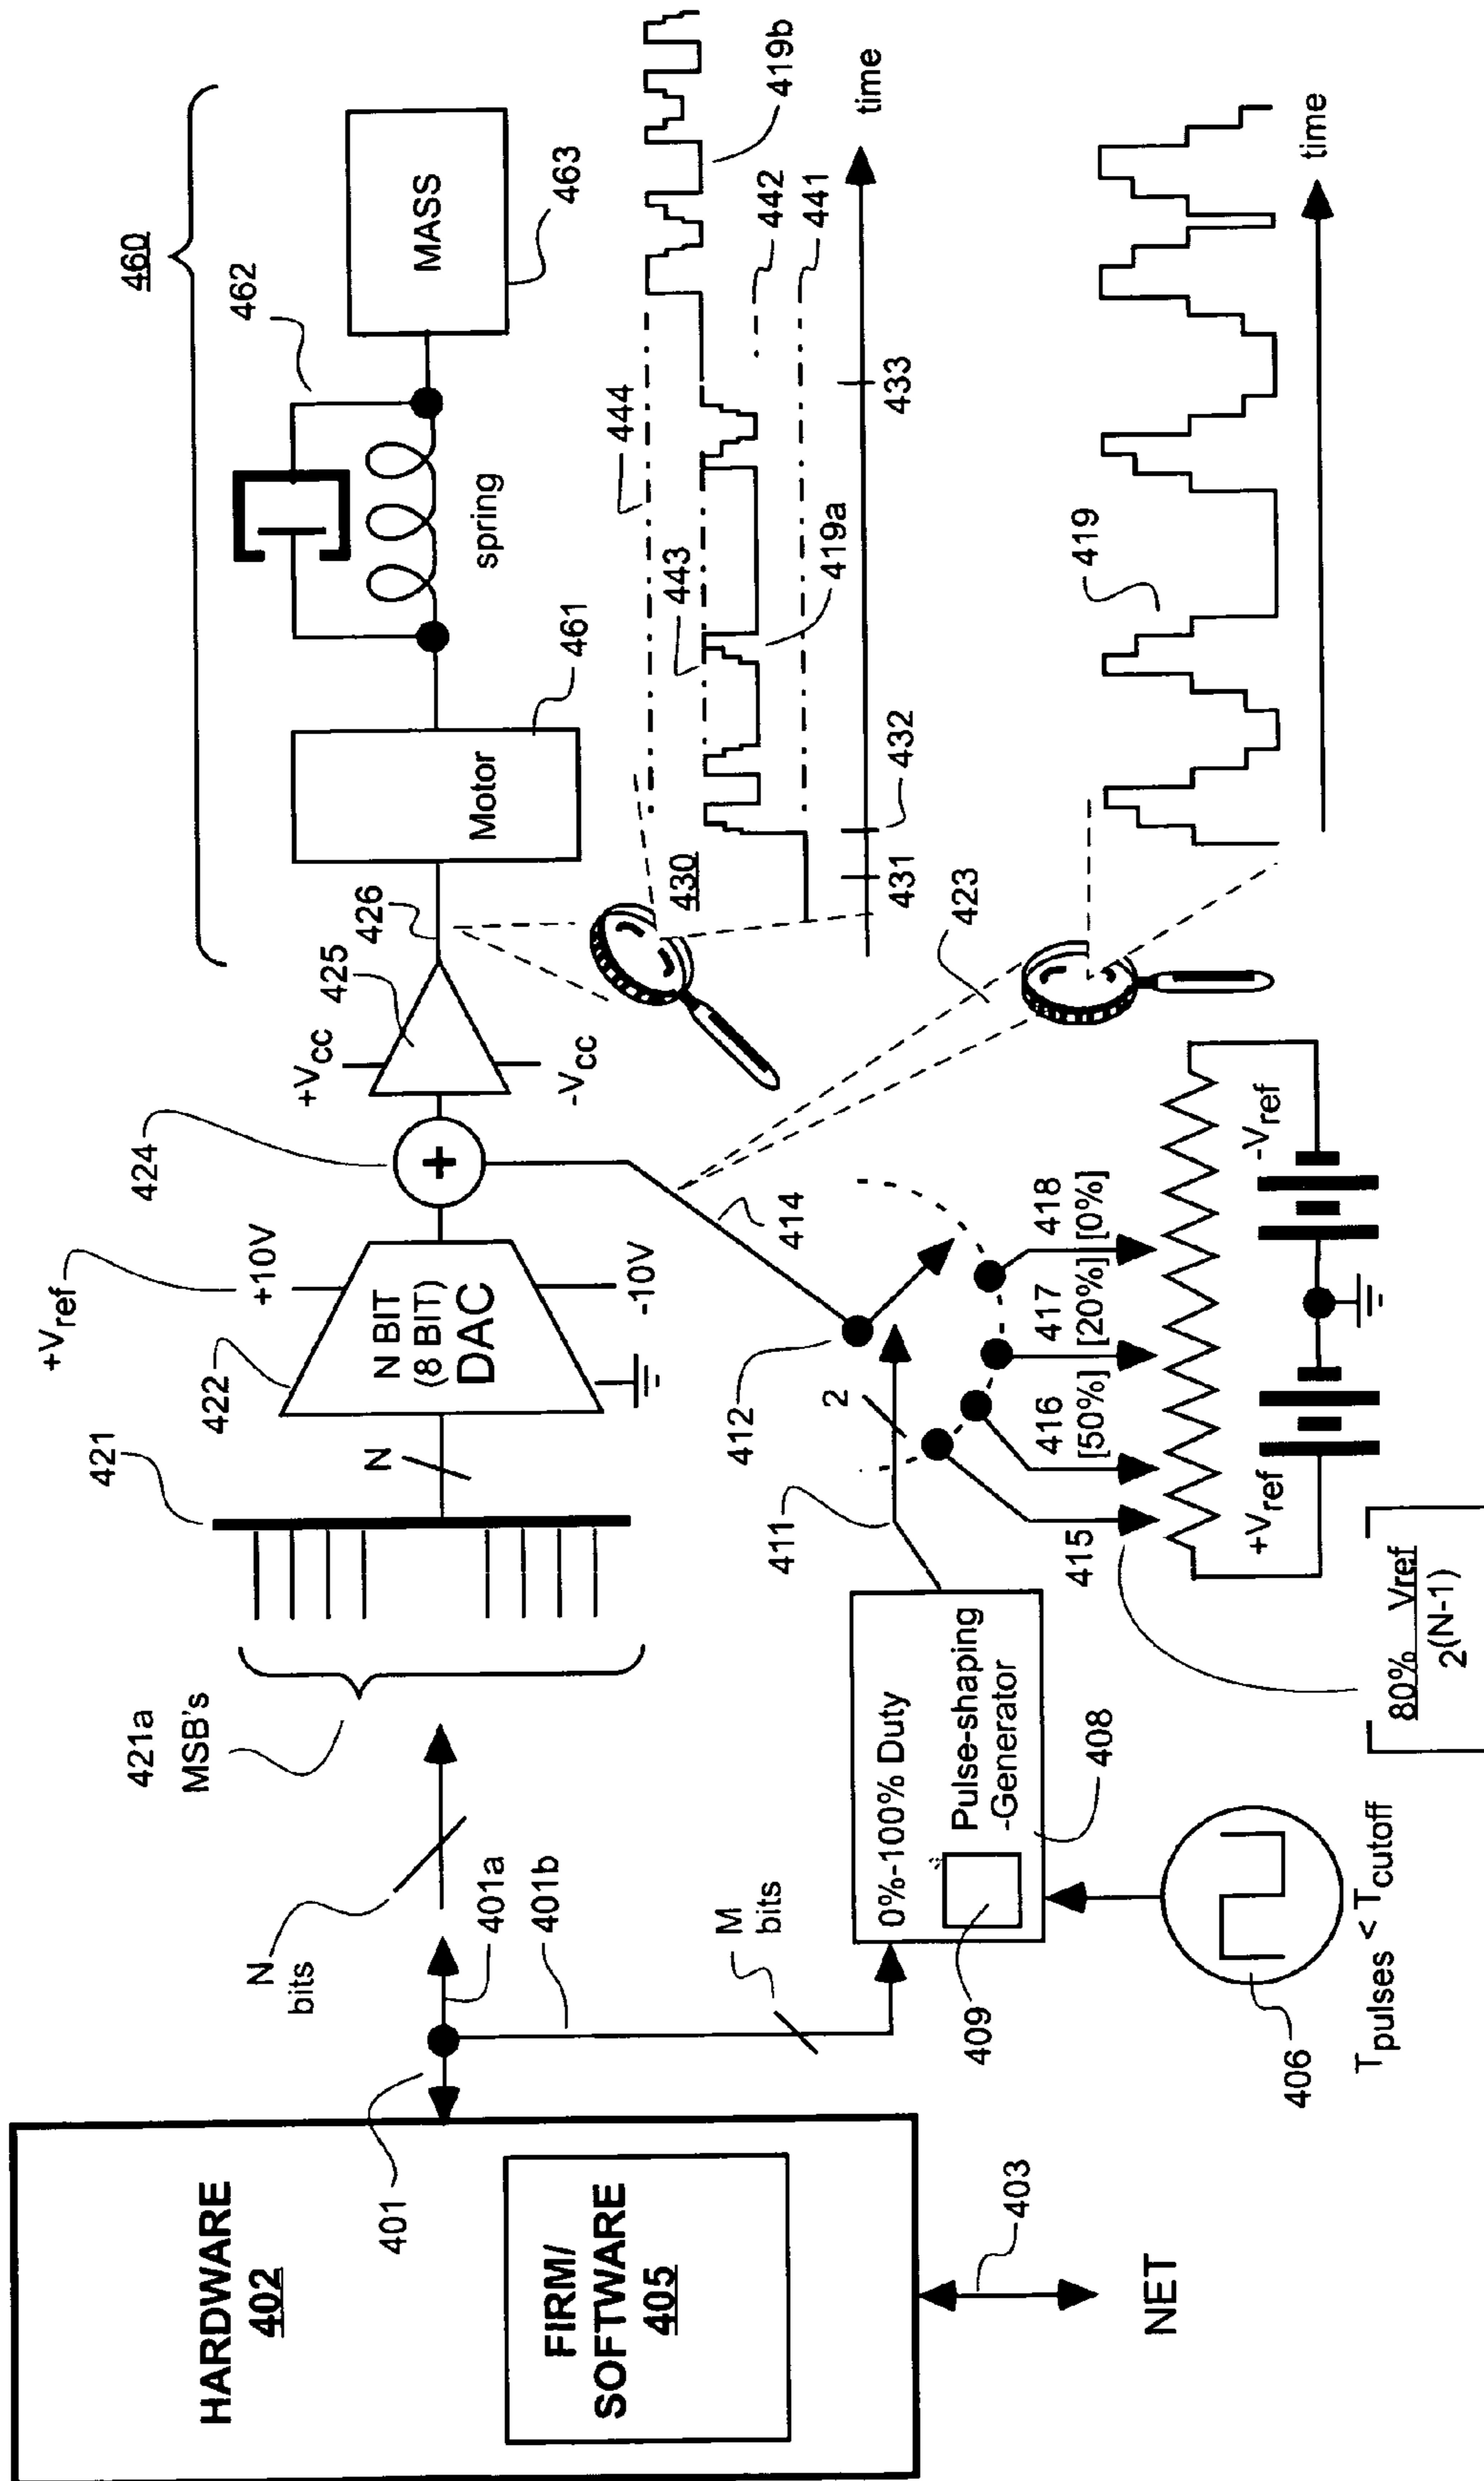 HARDWARE
402
FIRM/
SOFTWARE
405
401
403
NET
N
bits
401a
401b
M
bits
421a
MSB's
421
N
422
N BIT
(8 BIT)
DAC
+Vref
+10V
-10V
424
+
+Vcc
-Vcc
425
426
460
Motor
461
spring
462
MASS
463
430
444
443
419a
419b
442
441
time
431
432
433
423
419
time
0%-100% Duty
Pulse-shaping
-Generator
408
409
406
Tpulses < Tcutoff
411
2
412
414
415
416
[50%]
417
[20%]
418
[0%]
+Vref
-Vref
80% Vref
2(N-1)